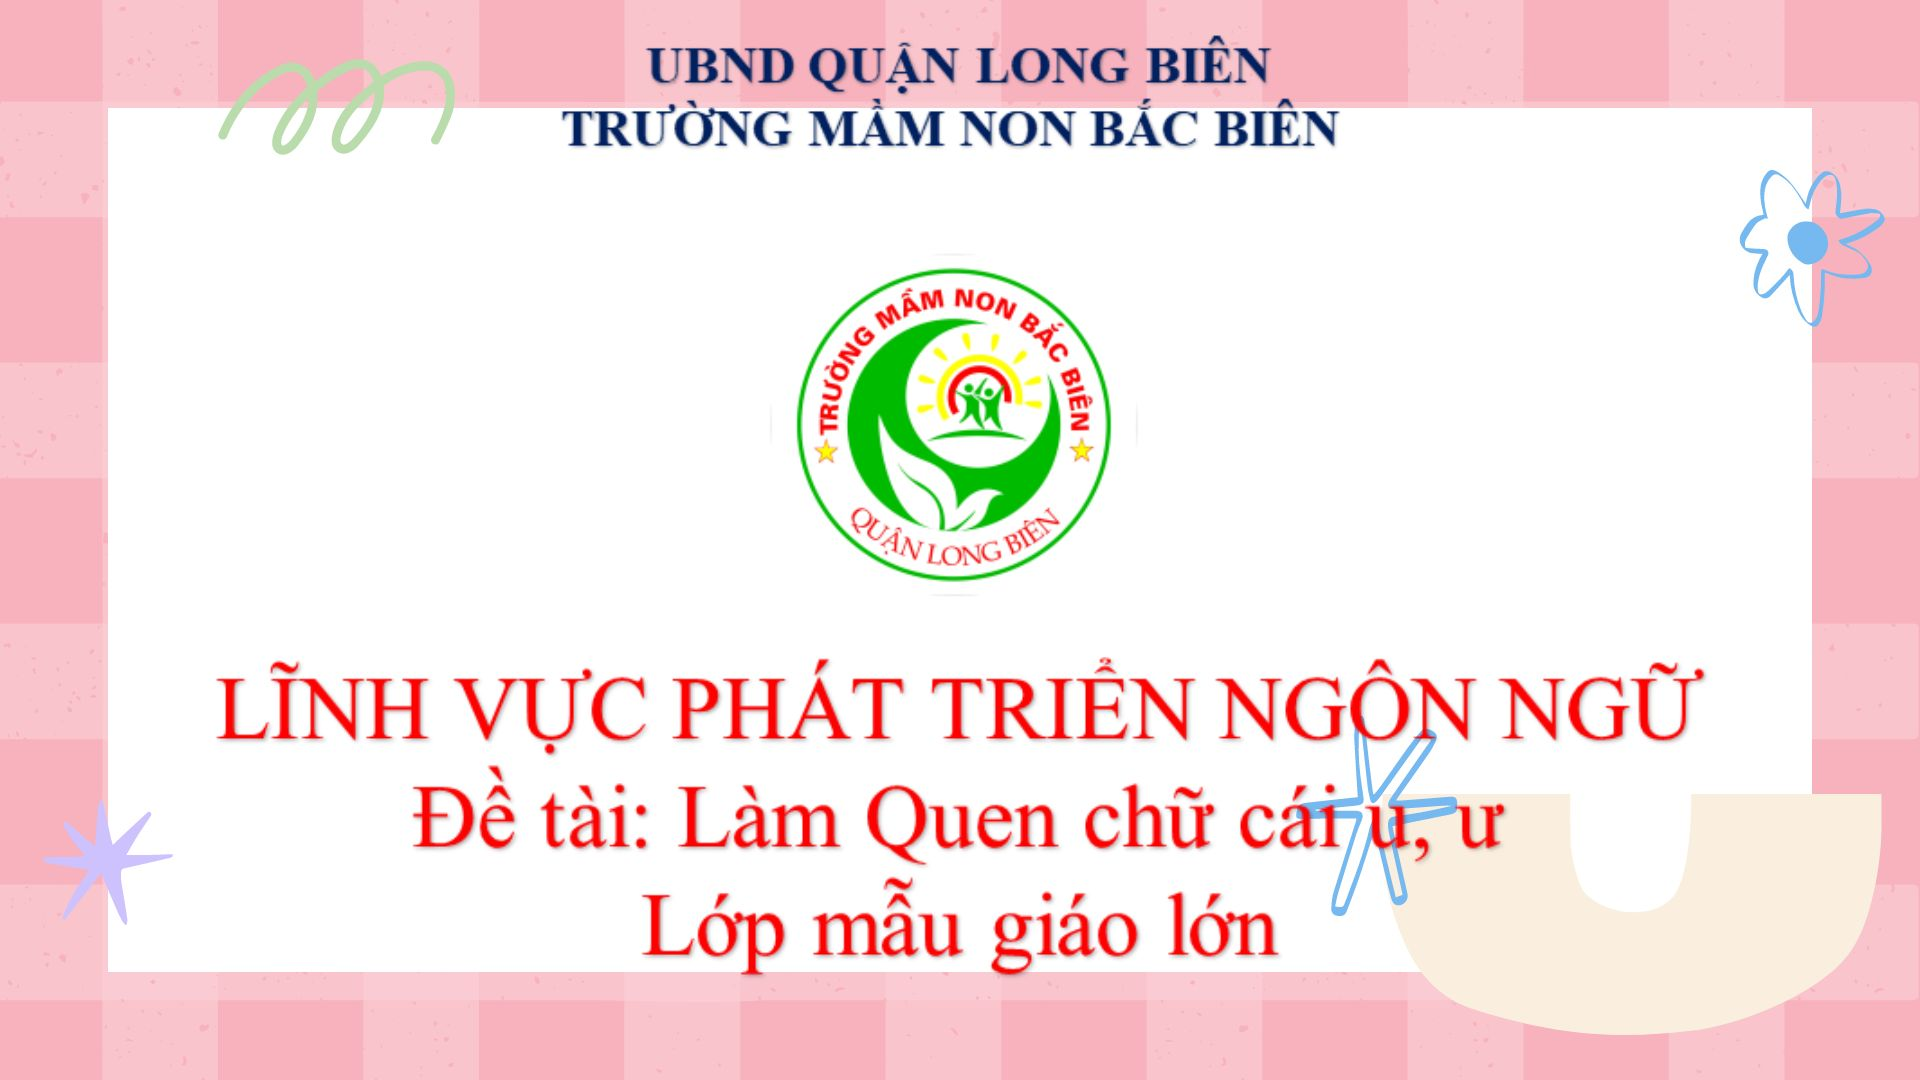 UBND QUẬN LONG BIÊN
TRƯỜNG MẦM NON BẮC BIÊN
TRƯỜNG MẦM NON BẮC BIÊN
QUẬN LONG BIÊN
LĨNH VỰC PHÁT TRIỂN NGÔN NGỮ
Đề tài: Làm Quen chữ cái u, ư
Lớp mẫu giáo lớn